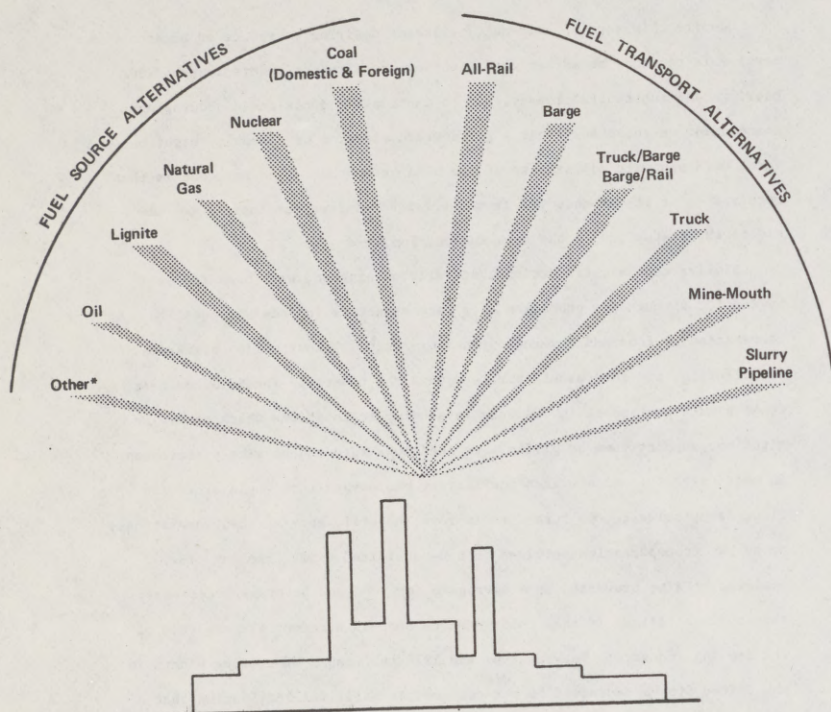 FUEL SOURCE ALTERNATIVES
FUEL TRANSPORT ALTERNATIVES
Coal
(Domestic & Foreign)
Nuclear
Natural
Gas
Lignite
Oil
Other*
All-Rail
Barge
Truck/Barge
Barge/Rail
Truck
Mine-Mouth
Slurry
Pipeline